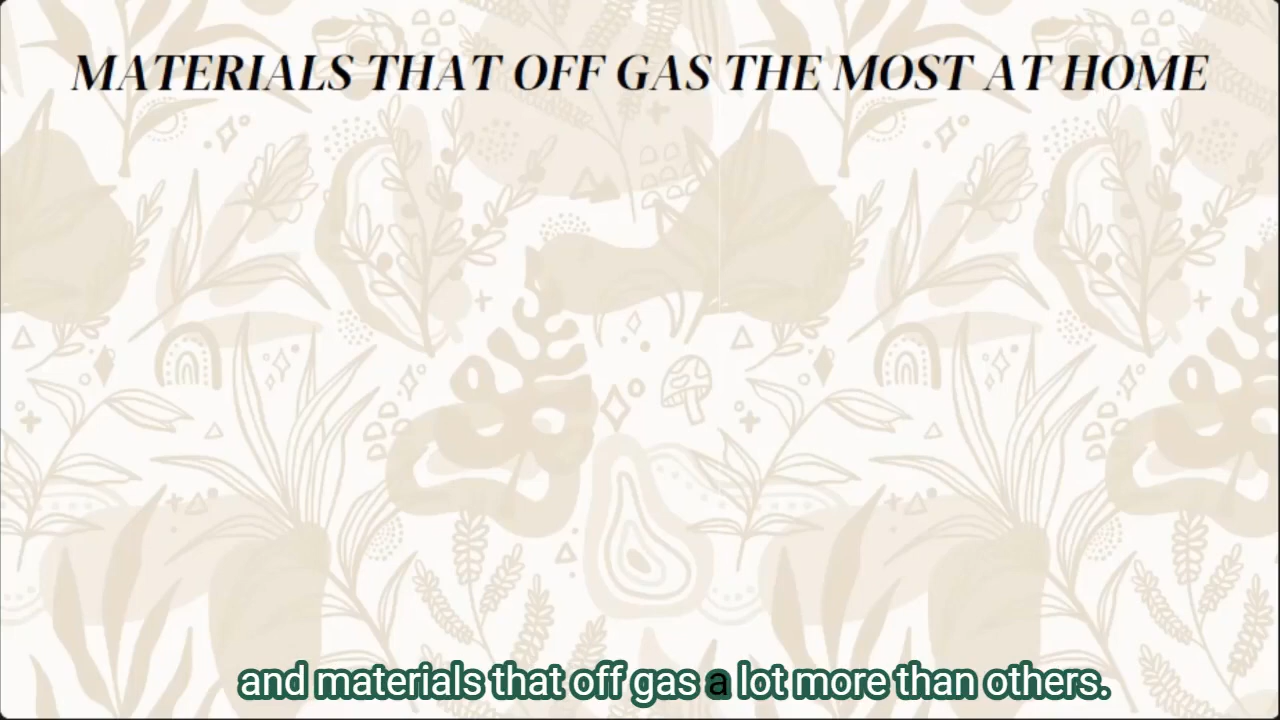 MATERIALS THAT OFF GAS THE MOST AT HOME
and materials that off gas a lot more than others.